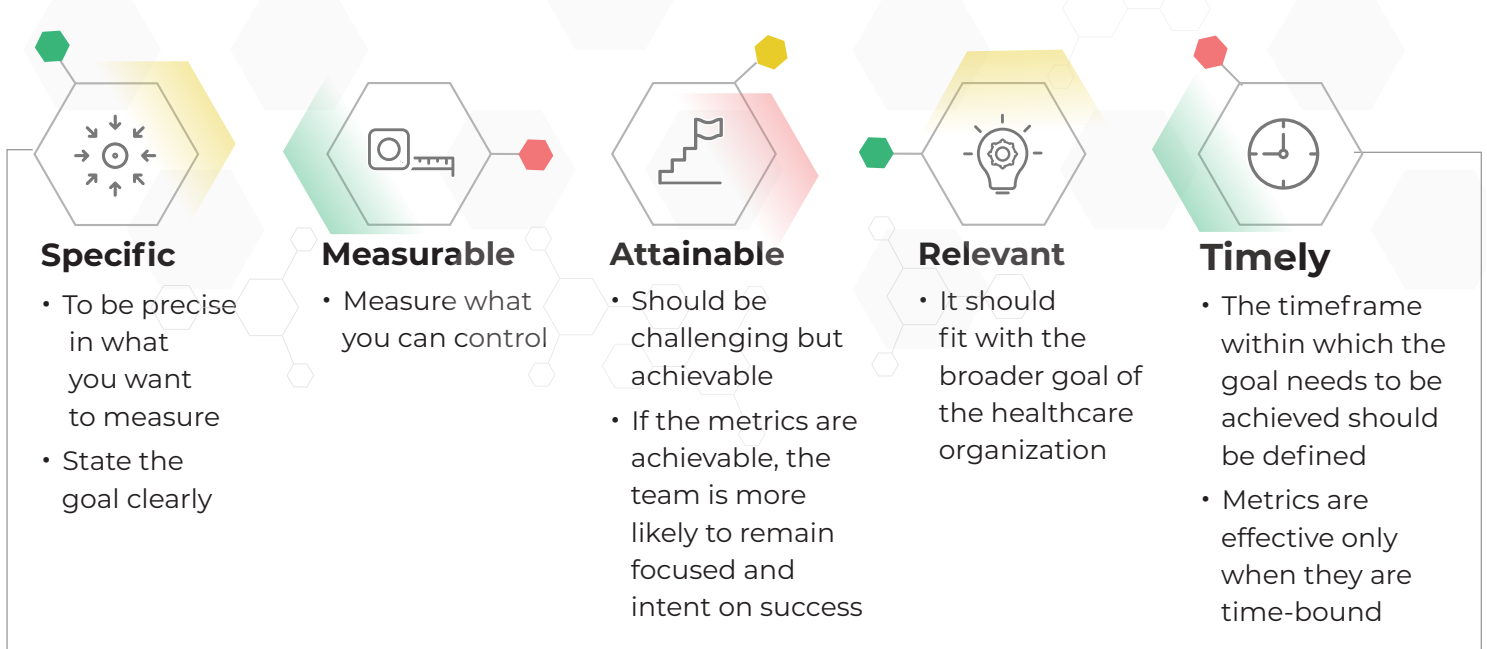 Specific
• To be precise
in what
you want
to measure
• State the
goal clearly
Measurable
• Measure what
you can control
Attainable
• Should be
challenging but
achievable
• If the metrics are
achievable, the
team is more
likely to remain
focused and
intent on success
Relevant
• It should
fit with the
broader goal of
the healthcare
organization
Timely
• The timeframe
within which the
goal needs to be
achieved should
be defined
• Metrics are
effective only
when they are
time-bound